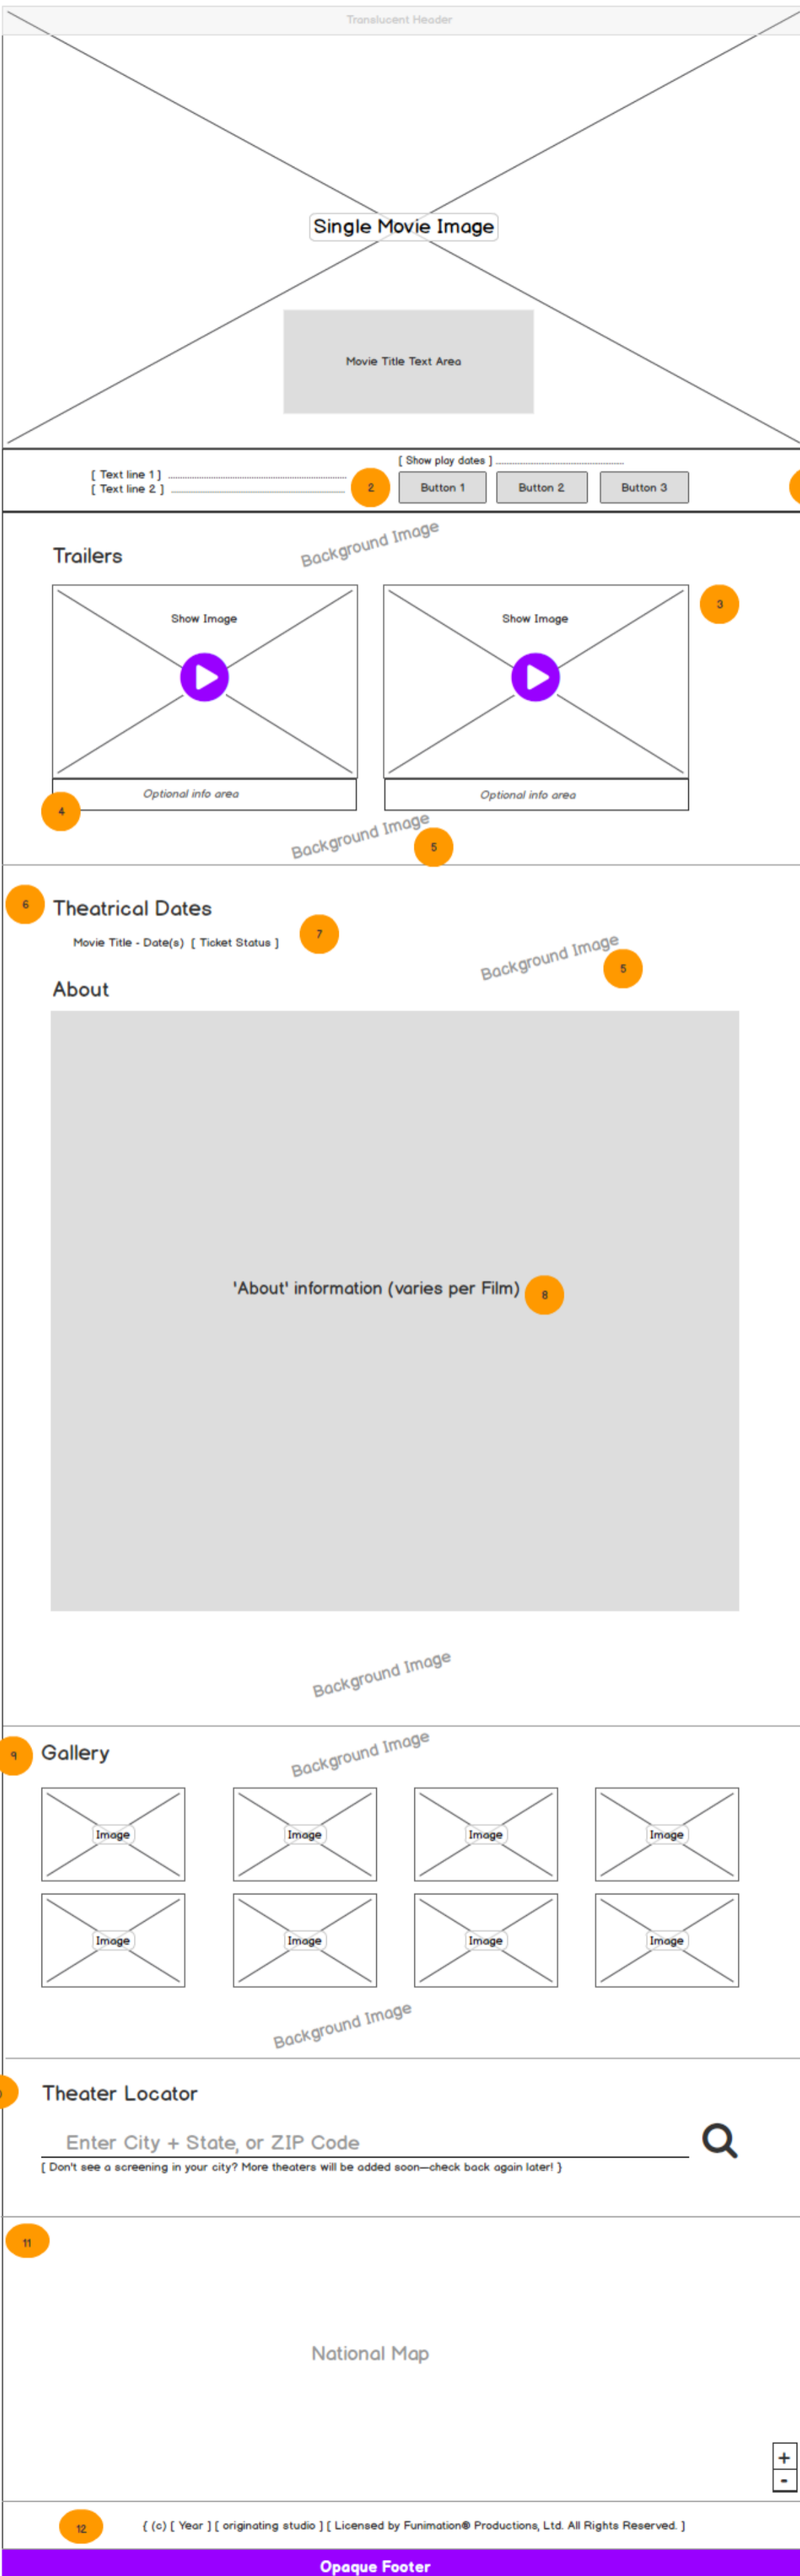 Translucent Header
Single Movie Image
Movie Title Text Area
[ Show play dates ]
[ Text line 1 ]
[ Text line 2 ]
2
Button 1
Button 2
Button 3
Background Image
Trailers
3
Show Image
Show Image
Optional info area
Optional info area
4
Background Image
5
6
Theatrical Dates
7
Movie Title - Date(s) [ Ticket Status ]
Background Image
5
About
'About' information (varies per Film)
8
Background Image
9
Gallery
Background Image
Image
Image
Image
Image
Image
Image
Image
Image
Background Image
Theater Locator
Enter City + State, or ZIP Code
[ Don't see a screening in your city? More theaters will be added soon—check back again later! }
11
National Map
+
-
12
{ (c) [ Year ] [ originating studio ] [ Licensed by Funimation® Productions, Ltd. All Rights Reserved. ]
Opaque Footer